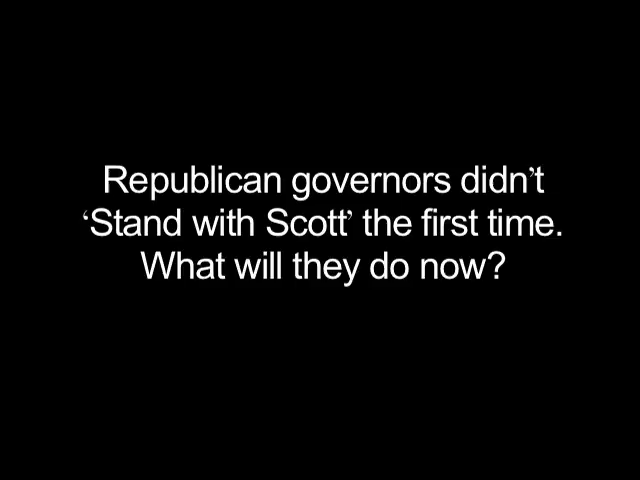 Republican governors didn’t
‘Stand with Scott’ the first time.
What will they do now?